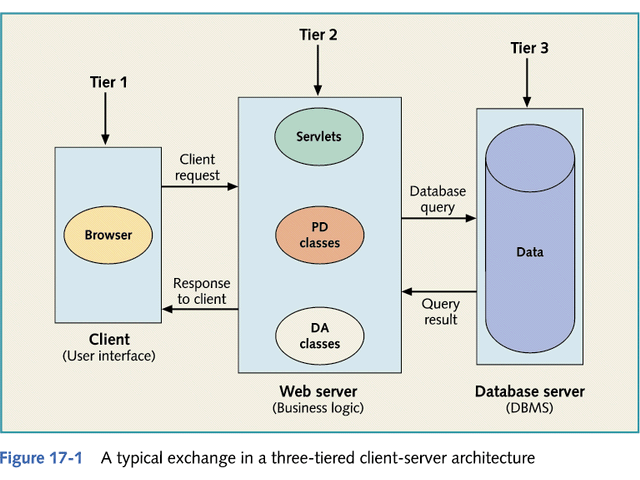 Tier 1
Tier 2
Tier 3
Browser
Client
(User interface)
Client
request
Response
to client
Servlets
PD
classes
DA
classes
Web server
(Business logic)
Database
query
Query
result
Data
Database server
(DBMS)
Figure 17-1 A typical exchange in a three-tiered client-server architecture